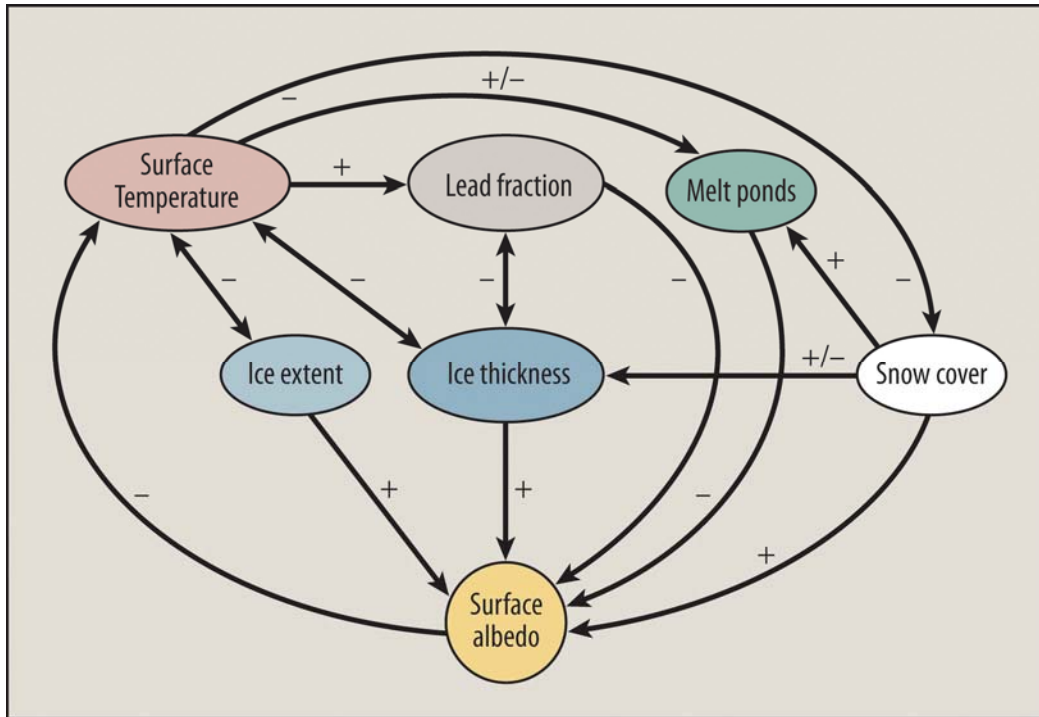 +/–
–
Surface
Temperature
+
Lead fraction
Melt ponds
–
–
–
–
+
–
Ice extent
Ice thickness
+/–
Snow cover
–
+
+
–
+
Surface
albedo